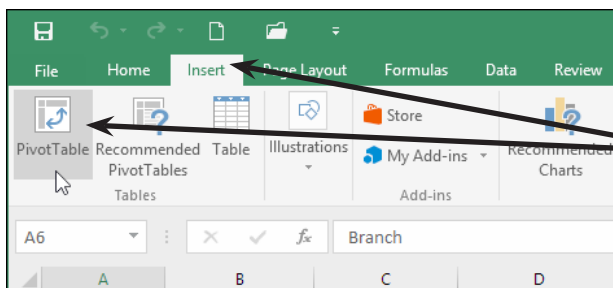 File Home Insert Page Layout Formulas Data Review
PivotTable Recommended PivotTables Table Illustrations Store My Add-ins Recommended Charts
Tables Add-ins
A6 fx Branch
A B C D